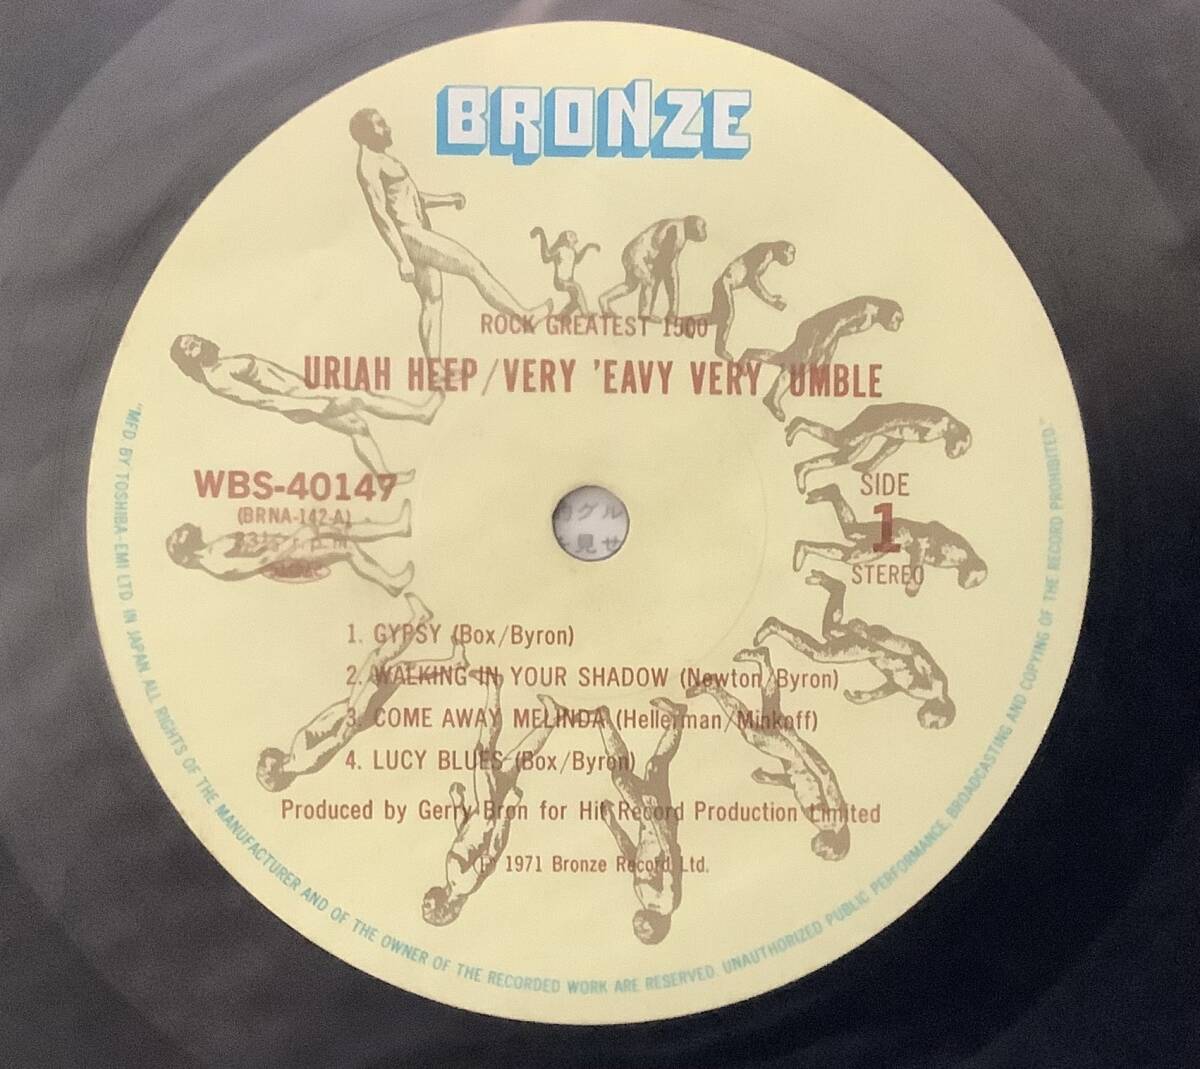 BRONZE
ROCK GREATEST 1500
URIAH HEEP/VERY 'EAVY VERY UMBLE
WBS-40147
(BRNA-142-A)
SIDE
1
STEREO
1. GYPSY (Box/Byron)
2. WALKING IN YOUR SHADOW (Newton/Byron)
3. COME AWAY MELINDA (Hellerman/Minkoff)
4. LUCY BLUES (Box/Byron)
Produced by Gerry Bron for Hit Record Production Limited
Ⓟ 1971 Bronze Record Ltd.
"MFD BY TOSHIBA-EMI LTD IN JAPAN. ALL RIGHTS OF THE MANUFACTURER AND OF THE OWNER OF THE RECORDED WORK ARE RESERVED. UNAUTHORIZED PUBLIC PERFORMANCE, BROADCASTING AND COPYING OF THE RECORD PROHIBITED."
グル
見せ